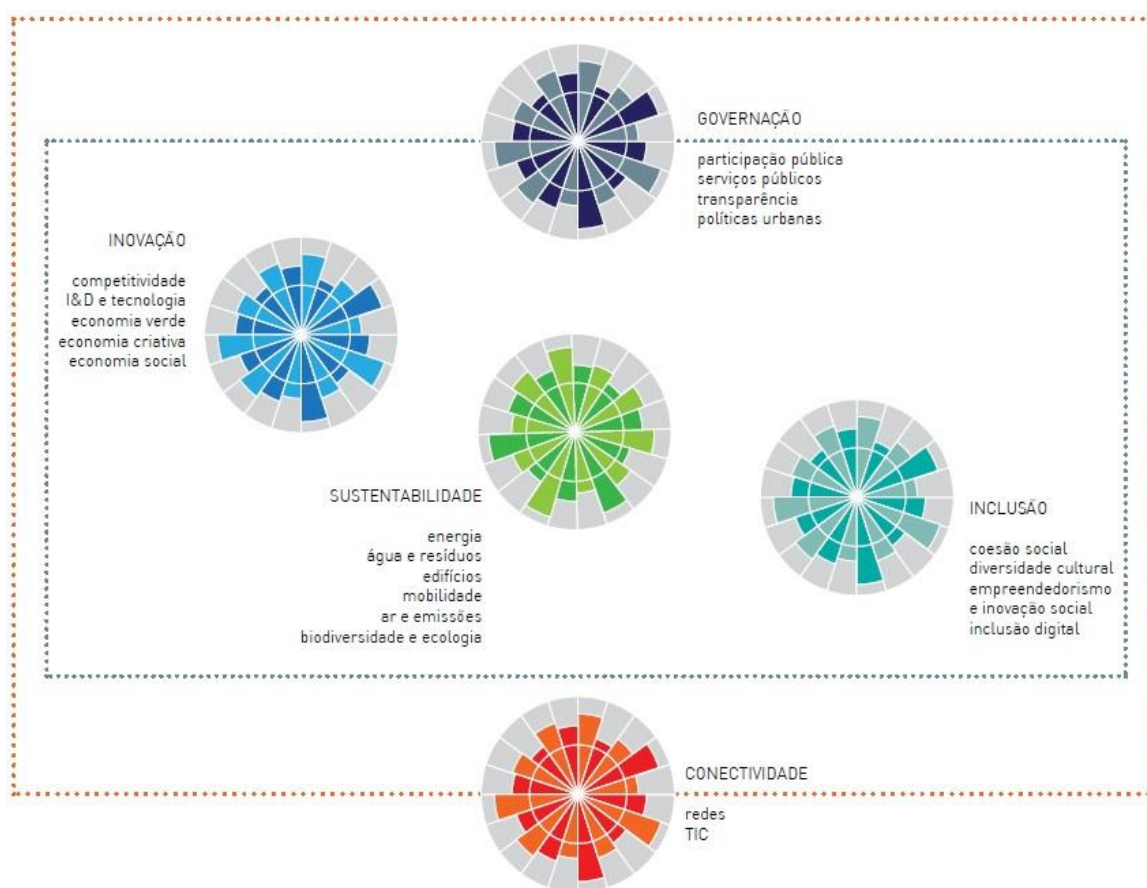 GOVERNAÇÃO
participação pública
serviços públicos
transparência
políticas urbanas
INOVAÇÃO
competitividade
I&D e tecnologia
economia verde
economia criativa
economia social
SUSTENTABILIDADE
energia
água e resíduos
edifícios
mobilidade
ar e emissões
biodiversidade e ecologia
INCLUSÃO
coesão social
diversidade cultural
empreendedorismo
e inovação social
inclusão digital
CONECTIVIDADE
redes
TIC